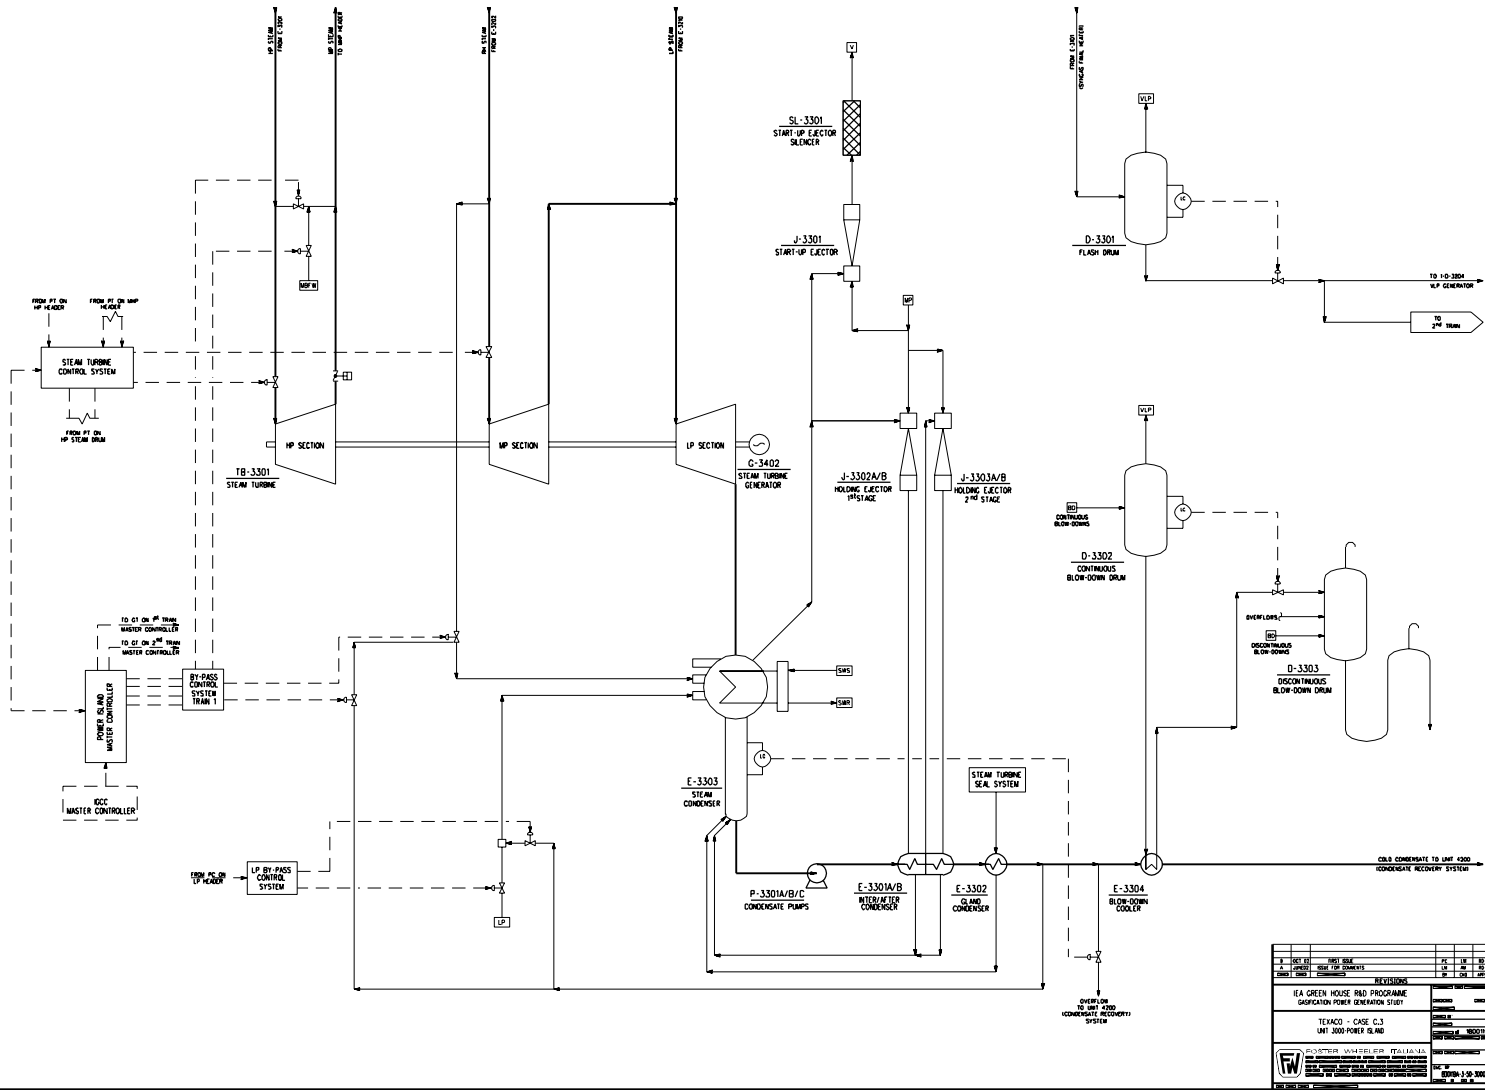 HP STEAM
FROM E-3201
MP STEAM
TO MHP HEADER
RH STEAM
FROM E-3202
LP STEAM
FROM E-3210
FROM E-3101
(SYNGAS FINAL HEATER)
V
VLP
SL-3301
START-UP EJECTOR
SILENCER
J-3301
START-UP EJECTOR
LC
D-3301
FLASH DRUM
TO 1-D-3204
VLP GENERATOR
TO
2nd TRAIN
MBFW
MP
FROM PT ON
HP HEADER
FROM PT ON MHP
HEADER
STEAM TURBINE
CONTROL SYSTEM
FROM PT ON
HP STEAM DRUM
HP SECTION
MP SECTION
LP SECTION
TB-3301
STEAM TURBINE
G-3402
STEAM TURBINE
GENERATOR
J-3302A/B
HOLDING EJECTOR
1st STAGE
J-3303A/B
HOLDING EJECTOR
2nd STAGE
VLP
LC
BD
CONTINUOUS
BLOW-DOWNS
D-3302
CONTINUOUS
BLOW-DOWN DRUM
OVERFLOWS
BD
DISCONTINUOUS
BLOW-DOWNS
D-3303
DISCONTINUOUS
BLOW-DOWN DRUM
TO GT ON 1st TRAIN
MASTER CONTROLLER
TO GT ON 2nd TRAIN
MASTER CONTROLLER
POWER ISLAND
MASTER CONTROLLER
BY-PASS
CONTROL
SYSTEM
TRAIN 1
IGCC
MASTER CONTROLLER
SWS
SWR
LC
E-3303
STEAM
CONDENSER
STEAM TURBINE
SEAL SYSTEM
FROM PC ON
LP HEADER
LP BY-PASS
CONTROL
SYSTEM
LP
P-3301A/B/C
CONDENSATE PUMPS
E-3301A/B
INTER/AFTER
CONDENSER
E-3302
GLAND
CONDENSER
E-3304
BLOW-DOWN
COOLER
COLD CONDENSATE TO UNIT 4200
(CONDENSATE RECOVERY SYSTEM)
OVERFLOW
TO UNIT 4200
(CONDENSATE RECOVERY)
SYSTEM
B OCT 02 FIRST ISSUE PC LM RD
A JUNE02 ISSUE FOR COMMENTS LM RD
REVISIONS
IEA GREEN HOUSE R&D PROGRAMME
GASIFICATION POWER GENERATION STUDY
TEXACO - CASE C.3
UNIT 3000-POWER ISLAND
FW
FOSTER WHEELER ITALIANA